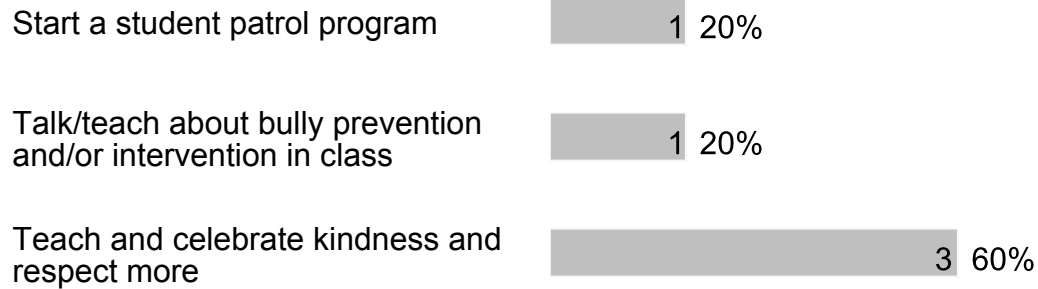 Start a student patrol program 1 20%
Talk/teach about bully prevention
and/or intervention in class 1 20%
Teach and celebrate kindness and
respect more 3 60%